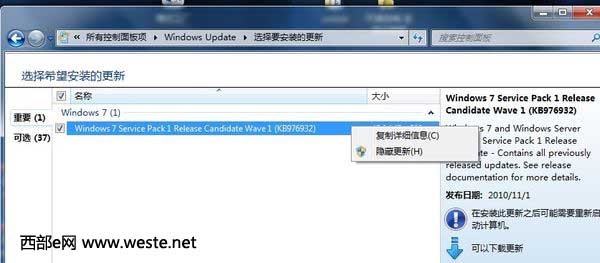 所有控制面板项 ▸ Windows Update ▸ 选择要安装的更新
搜索控制面板
选择希望安装的更新
名称
大小
重要 (1)
可选 (37)
Windows 7 (1)
Windows 7 Service Pack 1 Release Candidate Wave 1 (KB976932)
复制详细信息(C)
隐藏更新(H)
Windows 7 Service Pack 1 Release
Candidate Wave 1 (KB976932)
Windows 7 and Windows Server
Service Pack 1 Release
- Contains all previously
released updates. See release
documentation for more details.
发布日期: 2010/11/1
在安装此更新之后可能需要重新启
动计算机。
可以下载更新
西部e网 www.weste.net